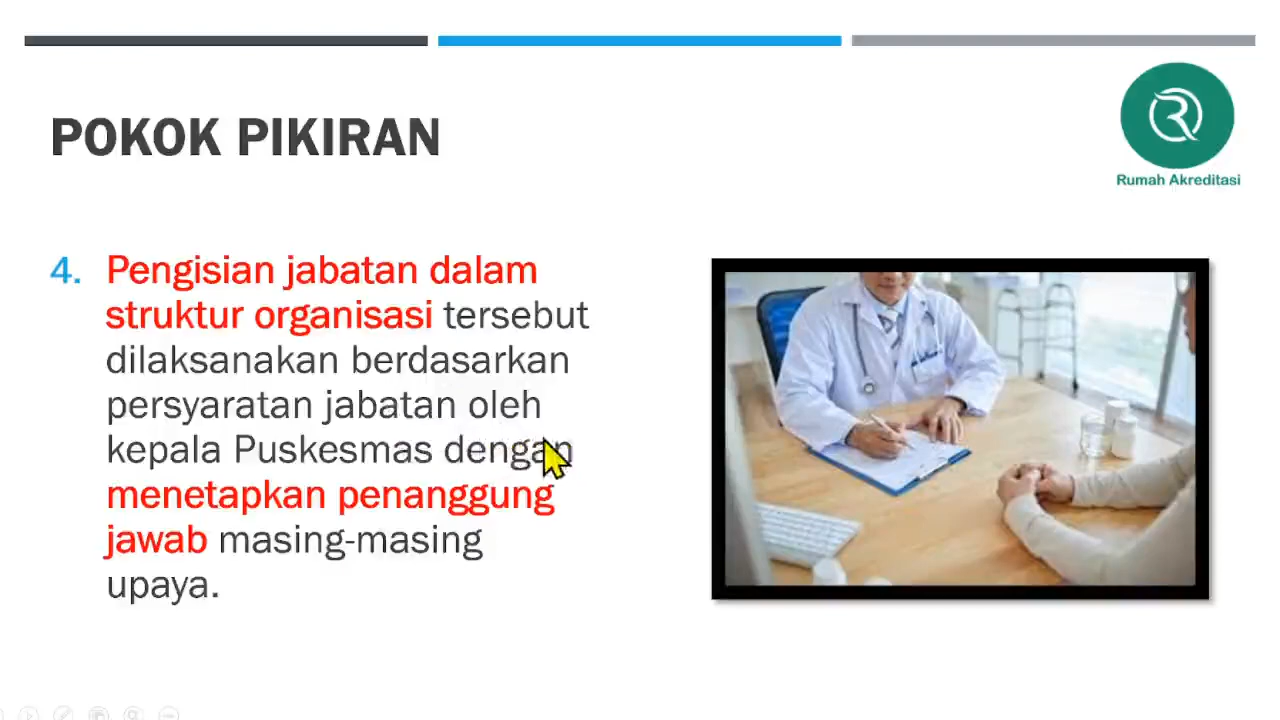 POKOK PIKIRAN
Rumah Akreditasi
4. Pengisian jabatan dalam
struktur organisasi tersebut
dilaksanakan berdasarkan
persyaratan jabatan oleh
kepala Puskesmas dengan
menetapkan penanggung
jawab masing-masing
upaya.